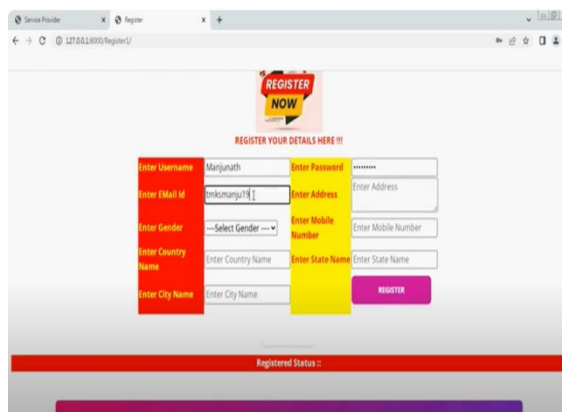 Service Provider
Register
127.0.0.1:8000/Register1/
REGISTER
NOW
REGISTER YOUR DETAILS HERE !!!
Enter Username Manjunath Enter Password •••••••••
Enter EMail Id tmksmanju19 Enter Address Enter Address
Enter Gender ---Select Gender --- Enter Mobile Number Enter Mobile Number
Enter Country Name Enter Country Name Enter State Name Enter State Name
Enter City Name Enter City Name REGISTER
Registered Status ::